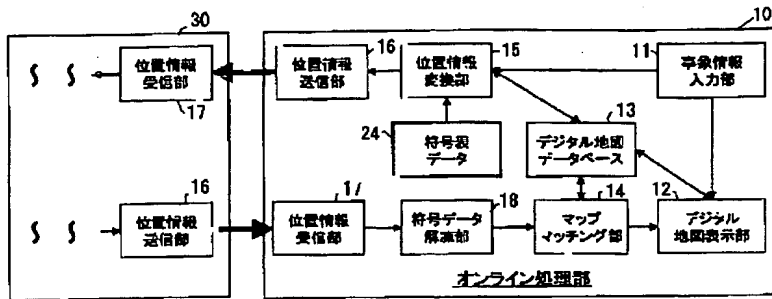 30
10
位置情報
受信部
17
16
位置情報
送信部
15
位置情報
変換部
11
事象情報
入力部
24
符号表
データ
13
デジタル地図
データベース
16
位置情報
送信部
17
位置情報
受信部
18
符号データ
解凍部
14
マップ
マッチング部
12
デジタル
地図表示部
オンライン処理部